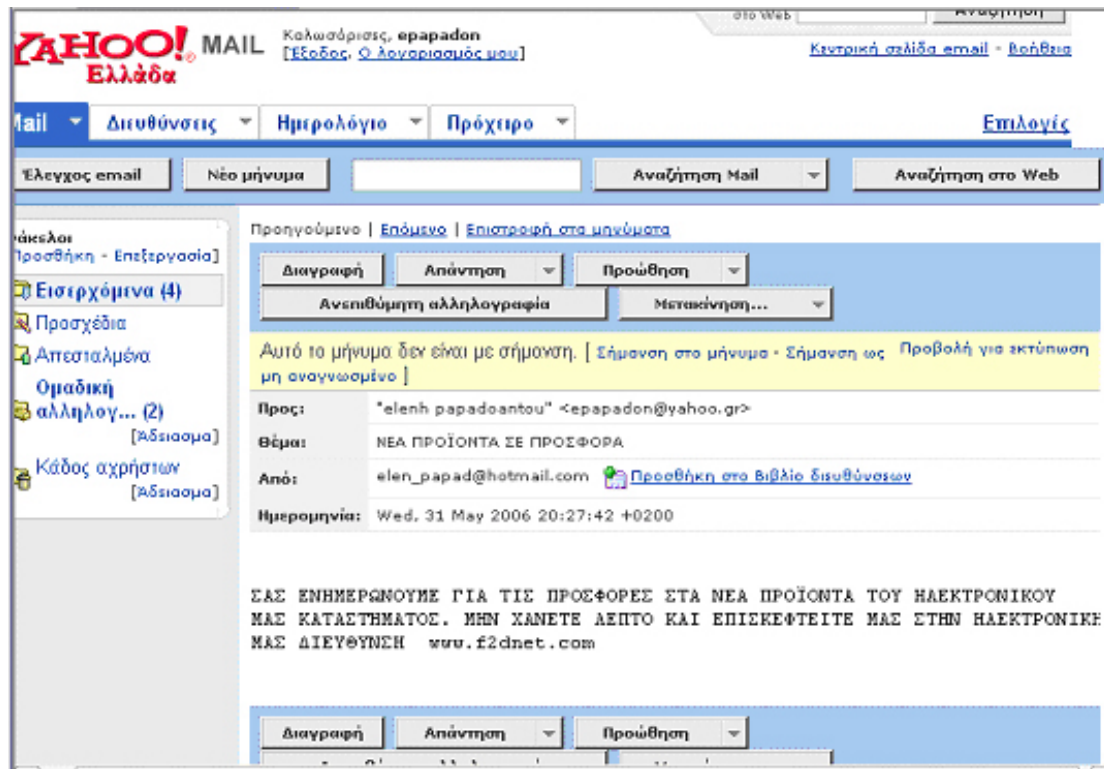 στο Web Αναζήτηση
YAHOO! MAIL Καλωσόρισες, epapadon
Ελλάδα [Έξοδος, Ο λογαριασμός μου] Κεντρική σελίδα email - Βοήθεια
Mail Διευθύνσεις Ημερολόγιο Πρόχειρο Επιλογές
Έλεγχος email Νέο μήνυμα Αναζήτηση Mail Αναζήτηση στο Web
άκελοι
Προσθήκη - Επεξεργασία]
Εισερχόμενα (4)
Προσχέδια
Απεσταλμένα
Ομαδική
αλληλογ... (2)
[Άδειασμα]
Κάδος αχρήστων
[Άδειασμα]
Προηγούμενο | Επόμενο | Επιστροφή στα μηνύματα
Διαγραφή Απάντηση Προώθηση
Ανεπιθύμητη αλληλογραφία Μετακίνηση...
Αυτό το μήνυμα δεν είναι με σήμανση. [ Σήμανση στο μήνυμα - Σήμανση ως Προβολή για εκτύπωση
μη αναγνωσμένο ]
Προς: "elenh papadoantou" <epapadon@yahoo.gr>
Θέμα: ΝΕΑ ΠΡΟΪΟΝΤΑ ΣΕ ΠΡΟΣΦΟΡΑ
Από: elen_papad@hotmail.com Προσθήκη στο Βιβλίο διευθύνσεων
Ημερομηνία: Wed, 31 May 2006 20:27:42 +0200
ΣΑΣ ΕΝΗΜΕΡΩΝΟΥΜΕ ΓΙΑ ΤΙΣ ΠΡΟΣΦΟΡΕΣ ΣΤΑ ΝΕΑ ΠΡΟΪΟΝΤΑ ΤΟΥ ΗΛΕΚΤΡΟΝΙΚΟΥ
ΜΑΣ ΚΑΤΑΣΤΗΜΑΤΟΣ. ΜΗΝ ΧΑΝΕΤΕ ΛΕΠΤΟ ΚΑΙ ΕΠΙΣΚΕΦΤΕΙΤΕ ΜΑΣ ΣΤΗΝ ΗΛΕΚΤΡΟΝΙΚΗ
ΜΑΣ ΔΙΕΥΘΥΝΣΗ www.f2dnet.com
Διαγραφή Απάντηση Προώθηση